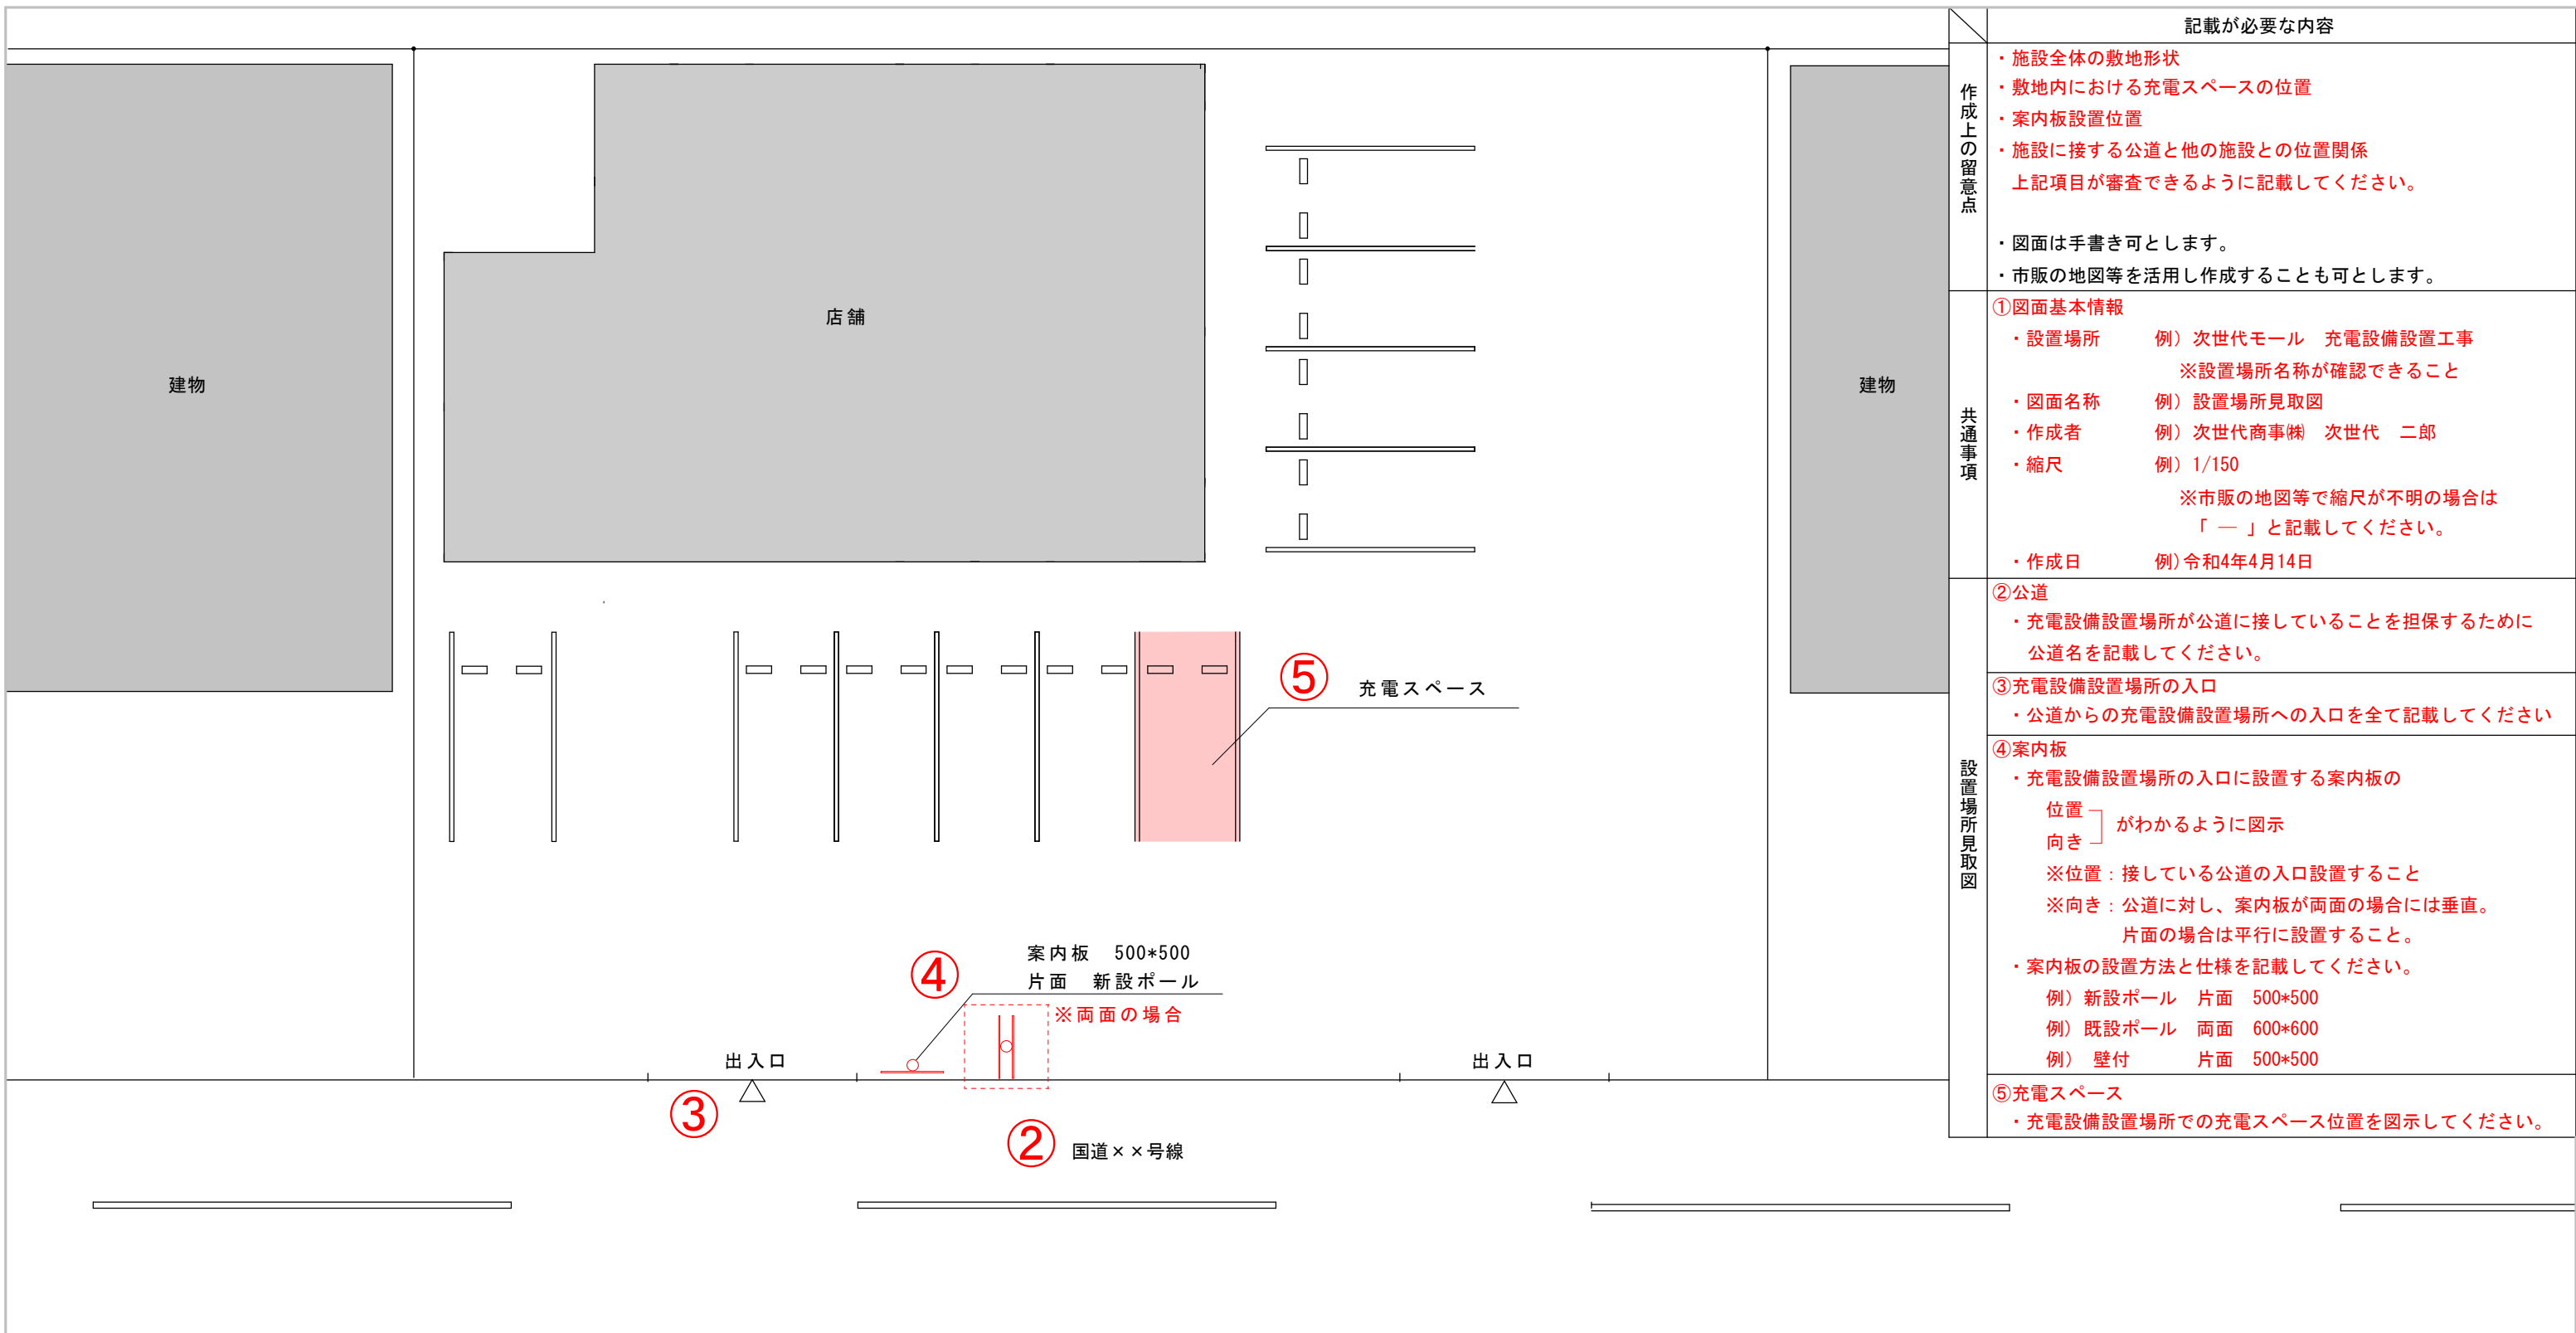 建物
店舗
⑤
充電スペース
案内板 500*500
④
片面 新設ポール
※両面の場合
出入口
出入口
③
②
国道××号線
建物
記載が必要な内容
作成上の留意点
・施設全体の敷地形状
・敷地内における充電スペースの位置
・案内板設置位置
・施設に接する公道と他の施設との位置関係
上記項目が審査できるように記載してください。
・図面は手書き可とします。
・市販の地図等を活用し作成することも可とします。
共通事項
①図面基本情報
・設置場所 例）次世代モール 充電設備設置工事
※設置場所名称が確認できること
・図面名称 例）設置場所見取図
・作成者 例）次世代商事㈱ 次世代 二郎
・縮尺 例）1/150
※市販の地図等で縮尺が不明の場合は
「 ― 」と記載してください。
・作成日 例)令和4年4月14日
設置場所見取図
②公道
・充電設備設置場所が公道に接していることを担保するために
公道名を記載してください。
③充電設備設置場所の入口
・公道からの充電設備設置場所への入口を全て記載してください
④案内板
・充電設備設置場所の入口に設置する案内板の
位置
向き
がわかるように図示
※位置：接している公道の入口設置すること
※向き：公道に対し、案内板が両面の場合には垂直。
片面の場合は平行に設置すること。
・案内板の設置方法と仕様を記載してください。
例）新設ポール 片面 500*500
例）既設ポール 両面 600*600
例） 壁付 片面 500*500
⑤充電スペース
・充電設備設置場所での充電スペース位置を図示してください。